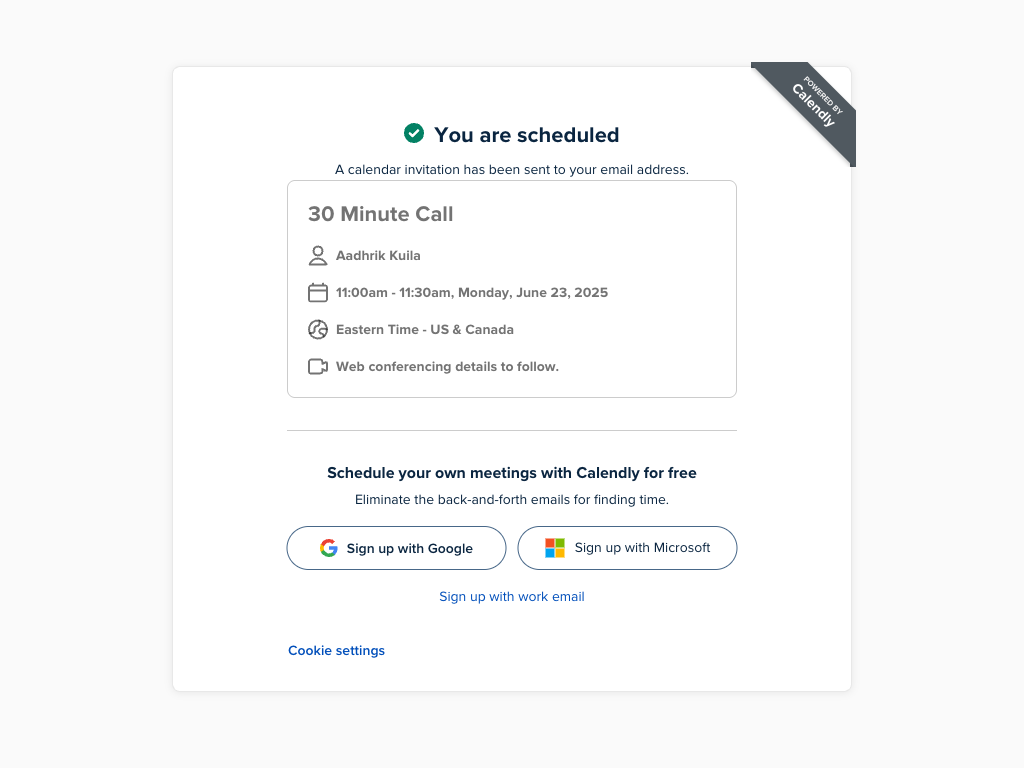 POWERED BY
Calendly
You are scheduled
A calendar invitation has been sent to your email address.
30 Minute Call
Aadhrik Kuila
11:00am - 11:30am, Monday, June 23, 2025
Eastern Time - US & Canada
Web conferencing details to follow.
Schedule your own meetings with Calendly for free
Eliminate the back-and-forth emails for finding time.
Sign up with Google
Sign up with Microsoft
Sign up with work email
Cookie settings